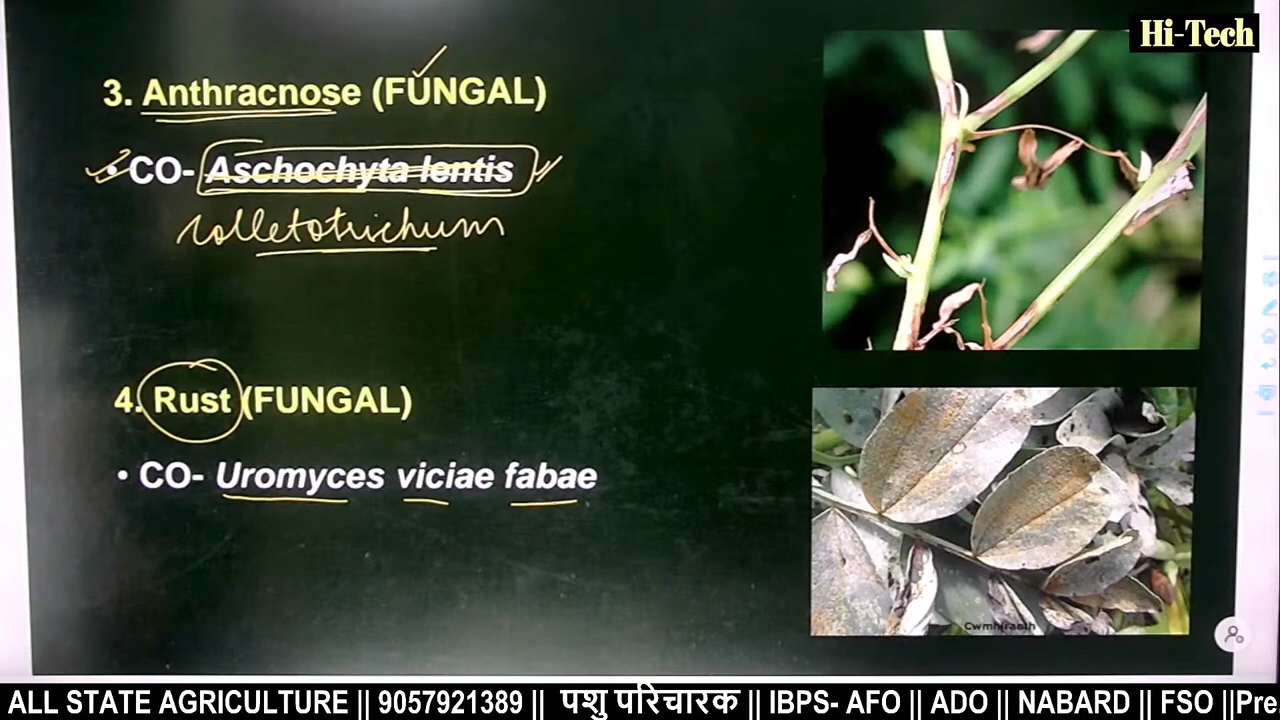 Hi-Tech
3. Anthracnose (FUNGAL)
• CO- Aschochyta lentis
colletotrichum
4. Rust (FUNGAL)
• CO- Uromyces viciae fabae
Cwmhiraeth
ALL STATE AGRICULTURE || 9057921389 || पशु परिचारक || IBPS- AFO || ADO || NABARD || FSO ||Pre